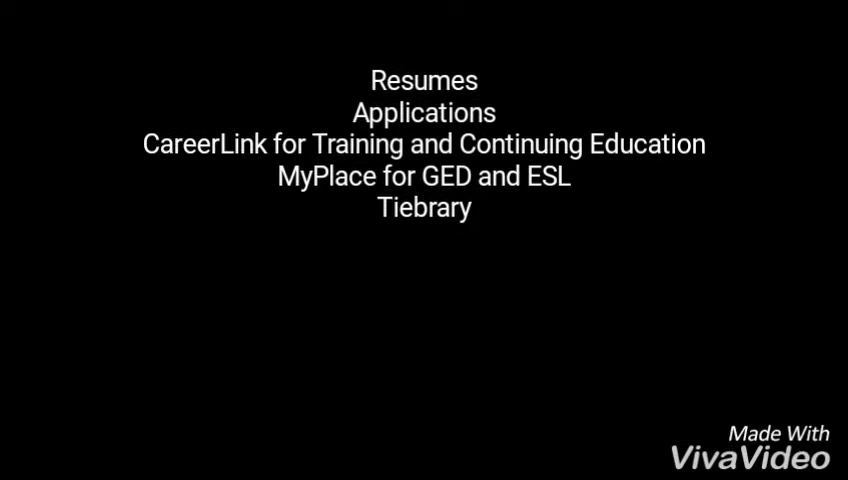 Resumes
Applications
CareerLink for Training and Continuing Education
MyPlace for GED and ESL
Tiebrary
Made With
VivaVideo